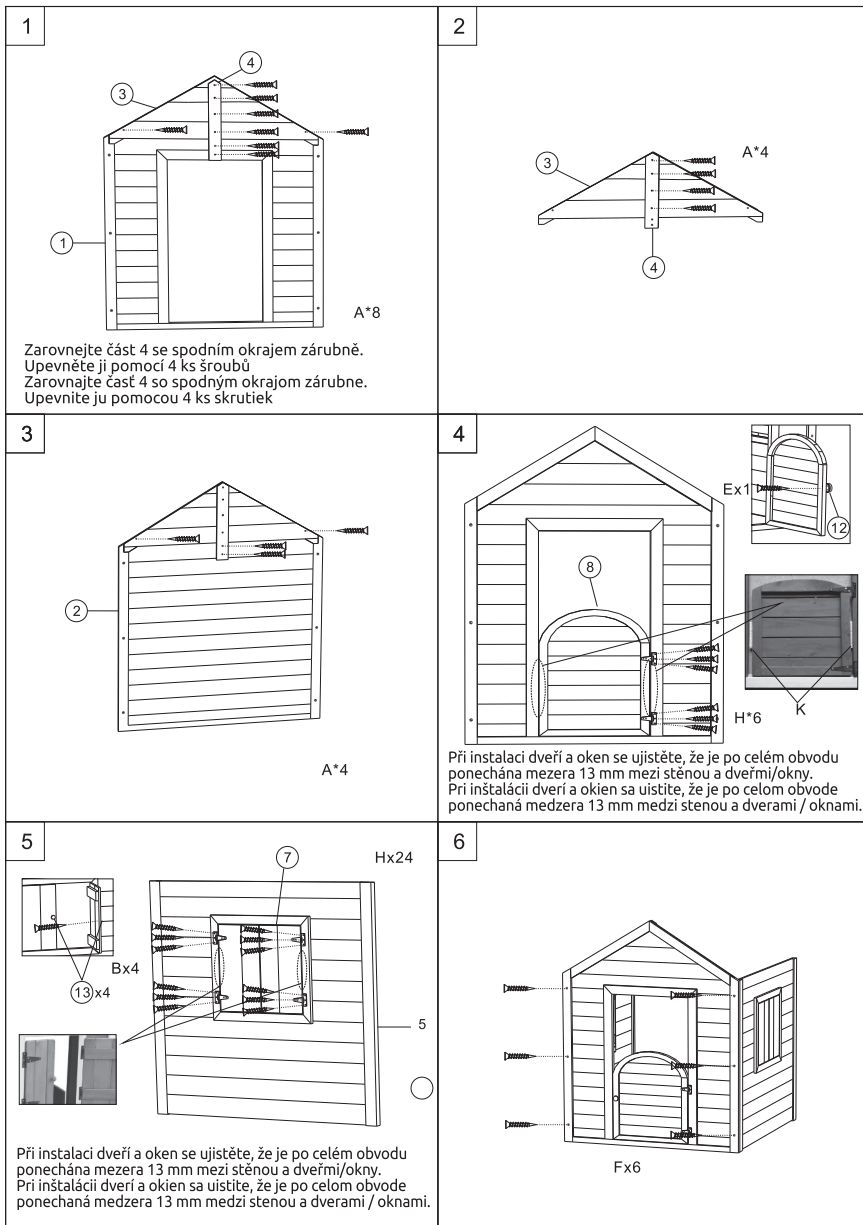 1
4
3
1
A*8
Zarovnejte část 4 se spodním okrajem zárubně.
Upevněte ji pomocí 4 ks šroubů
Zarovnajte časť 4 so spodným okrajom zárubne.
Upevnite ju pomocou 4 ks skrutiek
2
3
A*4
4
3
2
A*4
4
Ex1
12
8
K
H*6
Při instalaci dveří a oken se ujistěte, že je po celém obvodu
ponechána mezera 13 mm mezi stěnou a dveřmi/okny.
Pri inštalácii dverí a okien sa uistite, že je po celom obvode
ponechaná medzera 13 mm medzi stenou a dverami / oknami.
5
7
Hx24
Bx4
13 x4
5
Při instalaci dveří a oken se ujistěte, že je po celém obvodu
ponechána mezera 13 mm mezi stěnou a dveřmi/okny.
Pri inštalácii dverí a okien sa uistite, že je po celom obvode
ponechaná medzera 13 mm medzi stenou a dverami / oknami.
6
Fx6